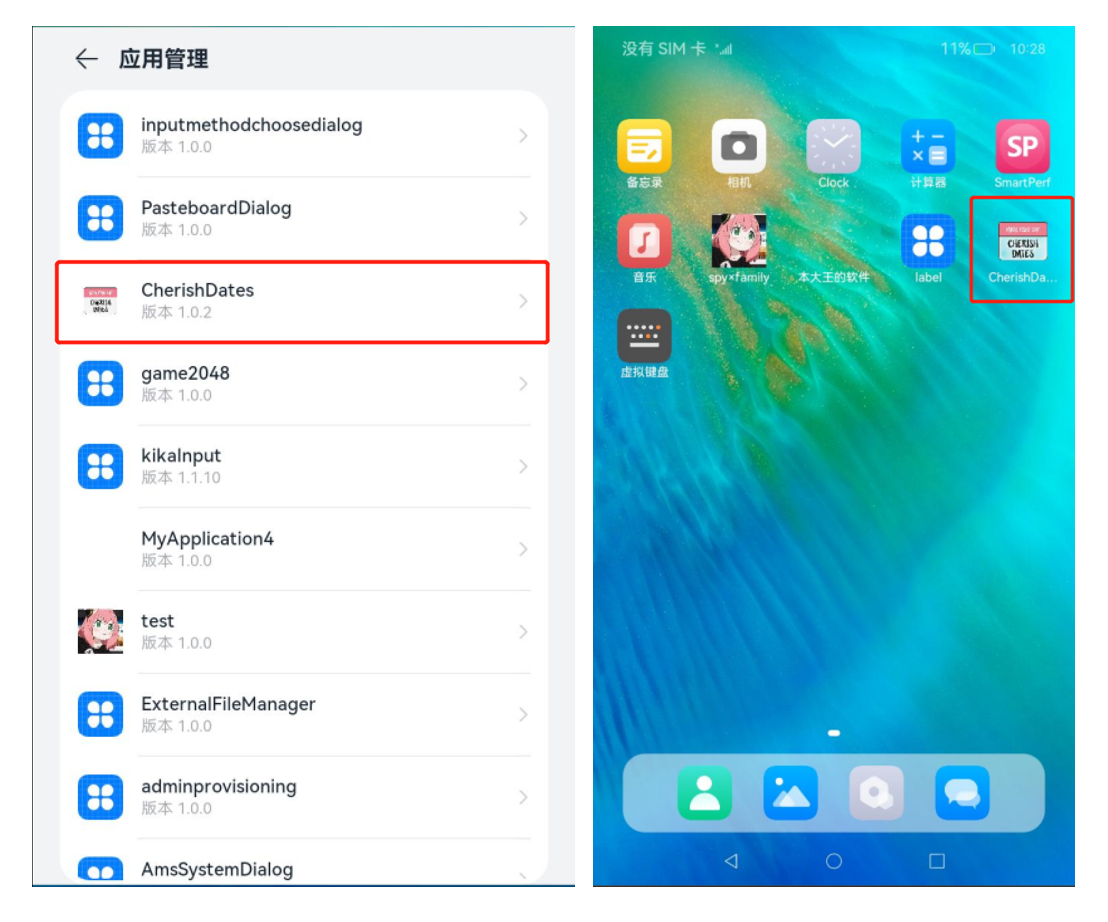 应用管理
inputmethodchoosedialog
版本 1.0.0
PasteboardDialog
版本 1.0.0
CherishDates
版本 1.0.2
game2048
版本 1.0.0
kikaInput
版本 1.1.10
MyApplication4
版本 1.0.0
test
版本 1.0.0
ExternalFileManager
版本 1.0.0
adminprovisioning
版本 1.0.0
AmsSystemDialog
没有 SIM 卡 11% 10:28
SP
备忘录 相机 Clock 计算器 SmartPerf
CHERISH
DATES
音乐 spy×family 本大王的软件 label CherishDa...
虚拟键盘